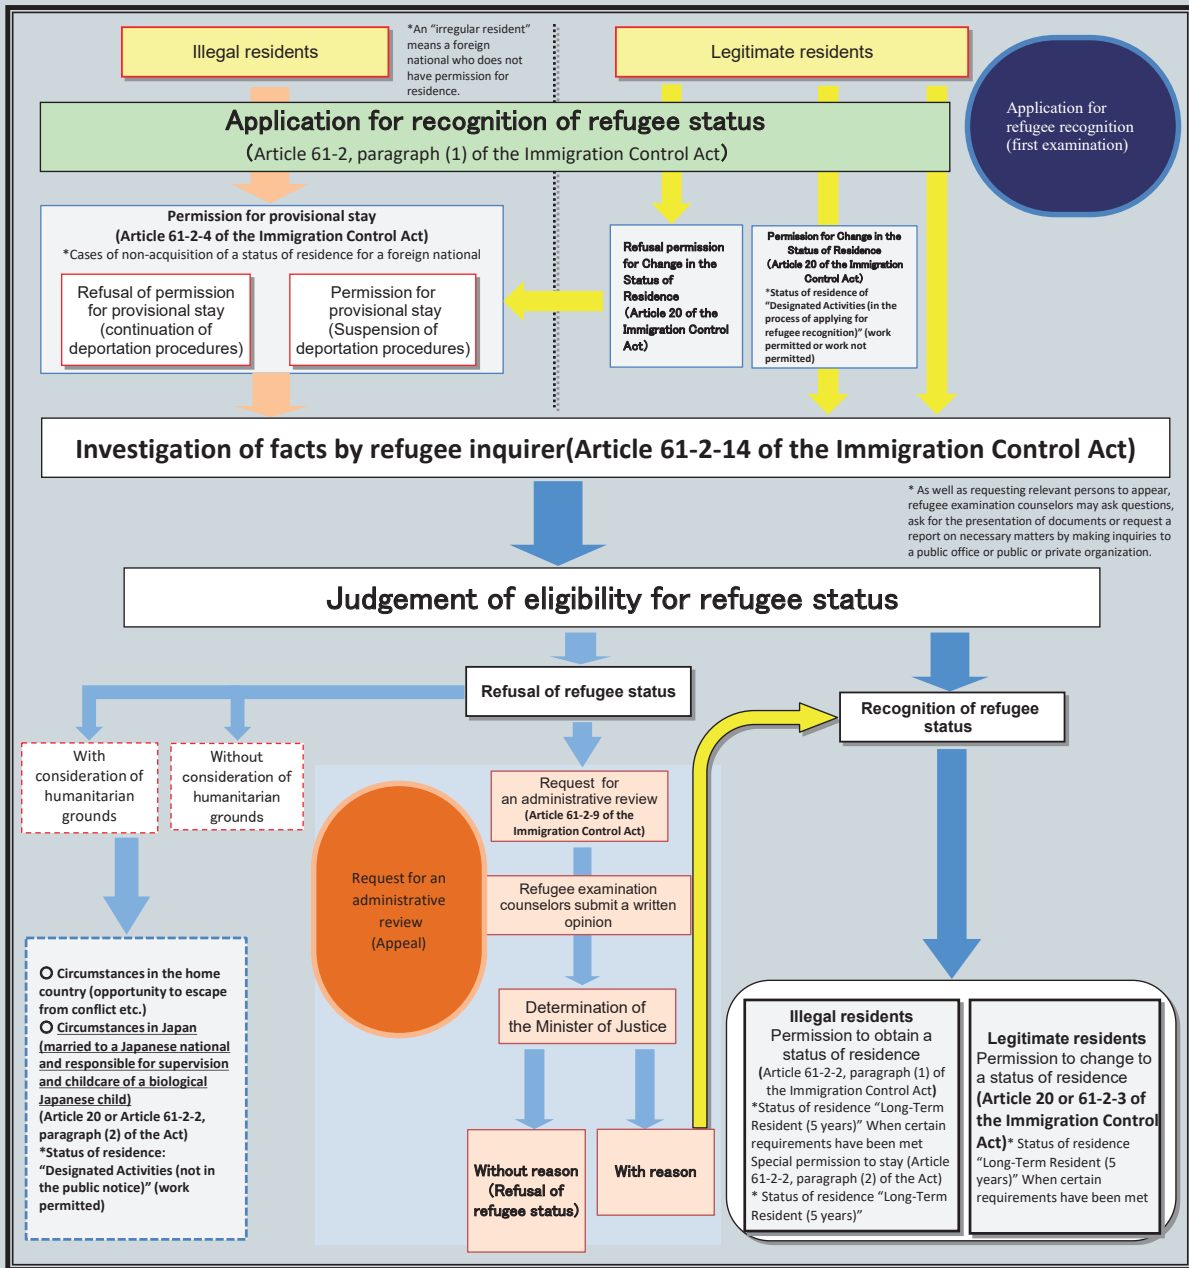 Illegal residents
*An “irregular resident”
means a foreign
national who does not
have permission for
residence.
Legitimate residents
Application for
refugee recognition
(first examination)
Application for recognition of refugee status
(Article 61-2, paragraph (1) of the Immigration Control Act)
Permission for provisional stay
(Article 61-2-4 of the Immigration Control Act)
*Cases of non-acquisition of a status of residence for a foreign national
Refusal of permission
for provisional stay
(continuation of
deportation procedures)
Permission for
provisional stay
(Suspension of
deportation procedures)
Refusal permission
for Change in the
Status of
Residence
(Article 20 of the
Immigration Control
Act)
Permission for Change in the
Status of Residence
(Article 20 of the Immigration
Control Act)
*Status of residence of
“Designated Activities (in the
process of applying for
refugee recognition)” (work
permitted or work not
permitted)
Investigation of facts by refugee inquirer(Article 61-2-14 of the Immigration Control Act)
* As well as requesting relevant persons to appear,
refugee examination counselors may ask questions,
ask for the presentation of documents or request a
report on necessary matters by making inquiries to
a public office or public or private organization.
Judgement of eligibility for refugee status
Refusal of refugee status
Recognition of refugee
status
With
consideration of
humanitarian
grounds
Without
consideration of
humanitarian
grounds
Request for
an administrative review
(Article 61-2-9 of the
Immigration Control Act)
Request for an
administrative
review
(Appeal)
Refugee examination
counselors submit a written
opinion
Determination of
the Minister of Justice
Without reason
(Refusal of
refugee status)
With reason
○ Circumstances in the home
country (opportunity to escape
from conflict etc.)
○ Circumstances in Japan
(married to a Japanese national
and responsible for supervision
and childcare of a biological
Japanese child)
(Article 20 or Article 61-2-2,
paragraph (2) of the Act)
*Status of residence:
“Designated Activities (not in
the public notice)” (work
permitted)
Illegal residents
Permission to obtain a
status of residence
(Article 61-2-2, paragraph (1) of
the Immigration Control Act)
*Status of residence “Long-Term
Resident (5 years)” When certain
requirements have been met
Special permission to stay (Article
61-2-2, paragraph (2) of the Act)
* Status of residence “Long-Term
Resident (5 years)”
Legitimate residents
Permission to change to
a status of residence
(Article 20 or 61-2-3 of
the Immigration Control
Act)* Status of residence
“Long-Term Resident (5
years)” When certain
requirements have been met